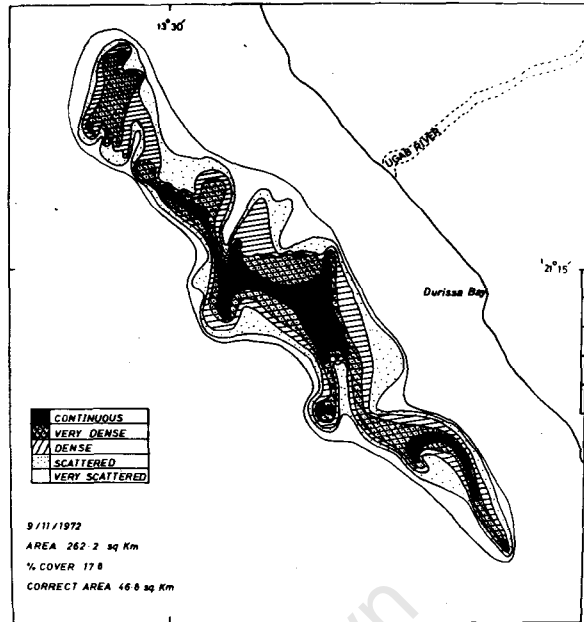 13°30′
UGAB RIVER
21°15′
Durissa Bay
CONTINUOUS
VERY DENSE
DENSE
SCATTERED
VERY SCATTERED
9/11/1972
AREA 262·2 sq Km
% COVER 17 8
CORRECT AREA 46·8 sq Km